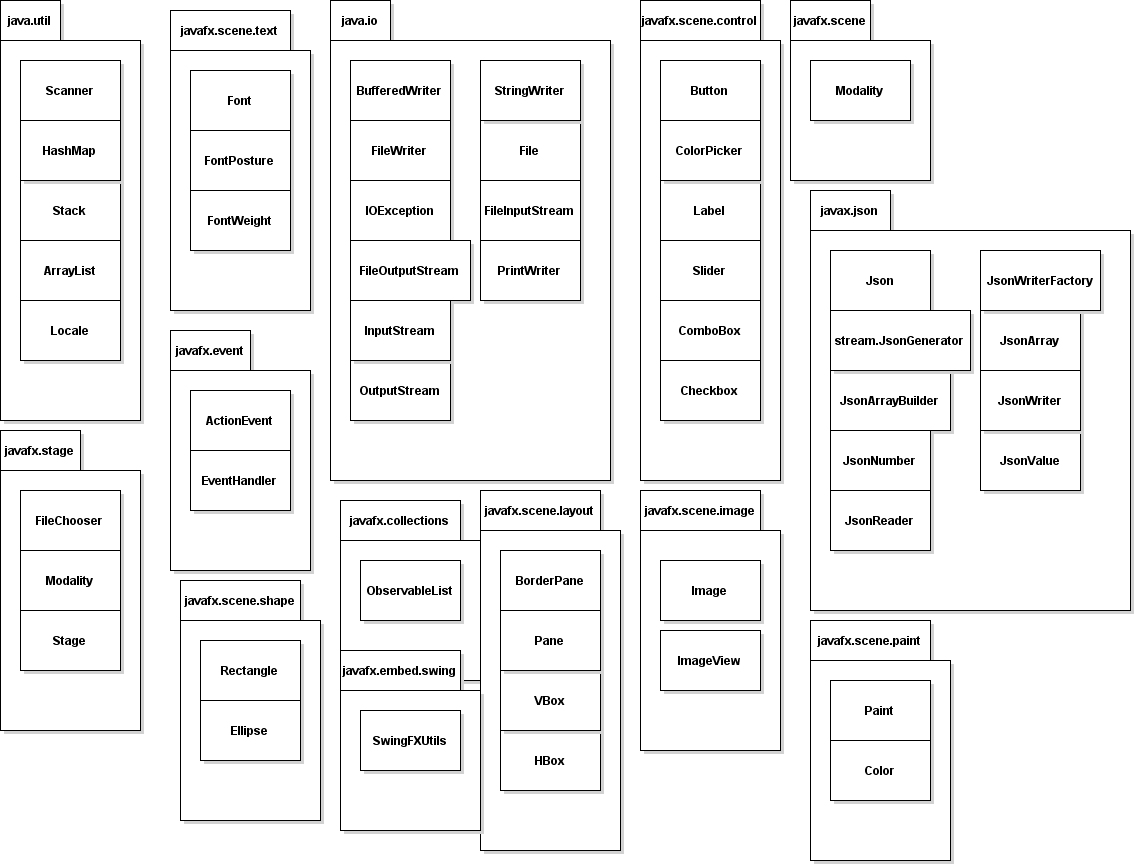 java.util
Scanner
HashMap
Stack
ArrayList
Locale
javafx.stage
FileChooser
Modality
Stage
javafx.scene.text
Font
FontPosture
FontWeight
javafx.event
ActionEvent
EventHandler
javafx.scene.shape
Rectangle
Ellipse
java.io
BufferedWriter
FileWriter
IOException
FileOutputStream
InputStream
OutputStream
StringWriter
File
FileInputStream
PrintWriter
javafx.collections
ObservableList
javafx.embed.swing
SwingFXUtils
javafx.scene.layout
BorderPane
Pane
VBox
HBox
javafx.scene.control
Button
ColorPicker
Label
Slider
ComboBox
Checkbox
javafx.scene.image
Image
ImageView
javafx.scene
Modality
javax.json
Json
stream.JsonGenerator
JsonArrayBuilder
JsonNumber
JsonReader
JsonWriterFactory
JsonArray
JsonWriter
JsonValue
javafx.scene.paint
Paint
Color